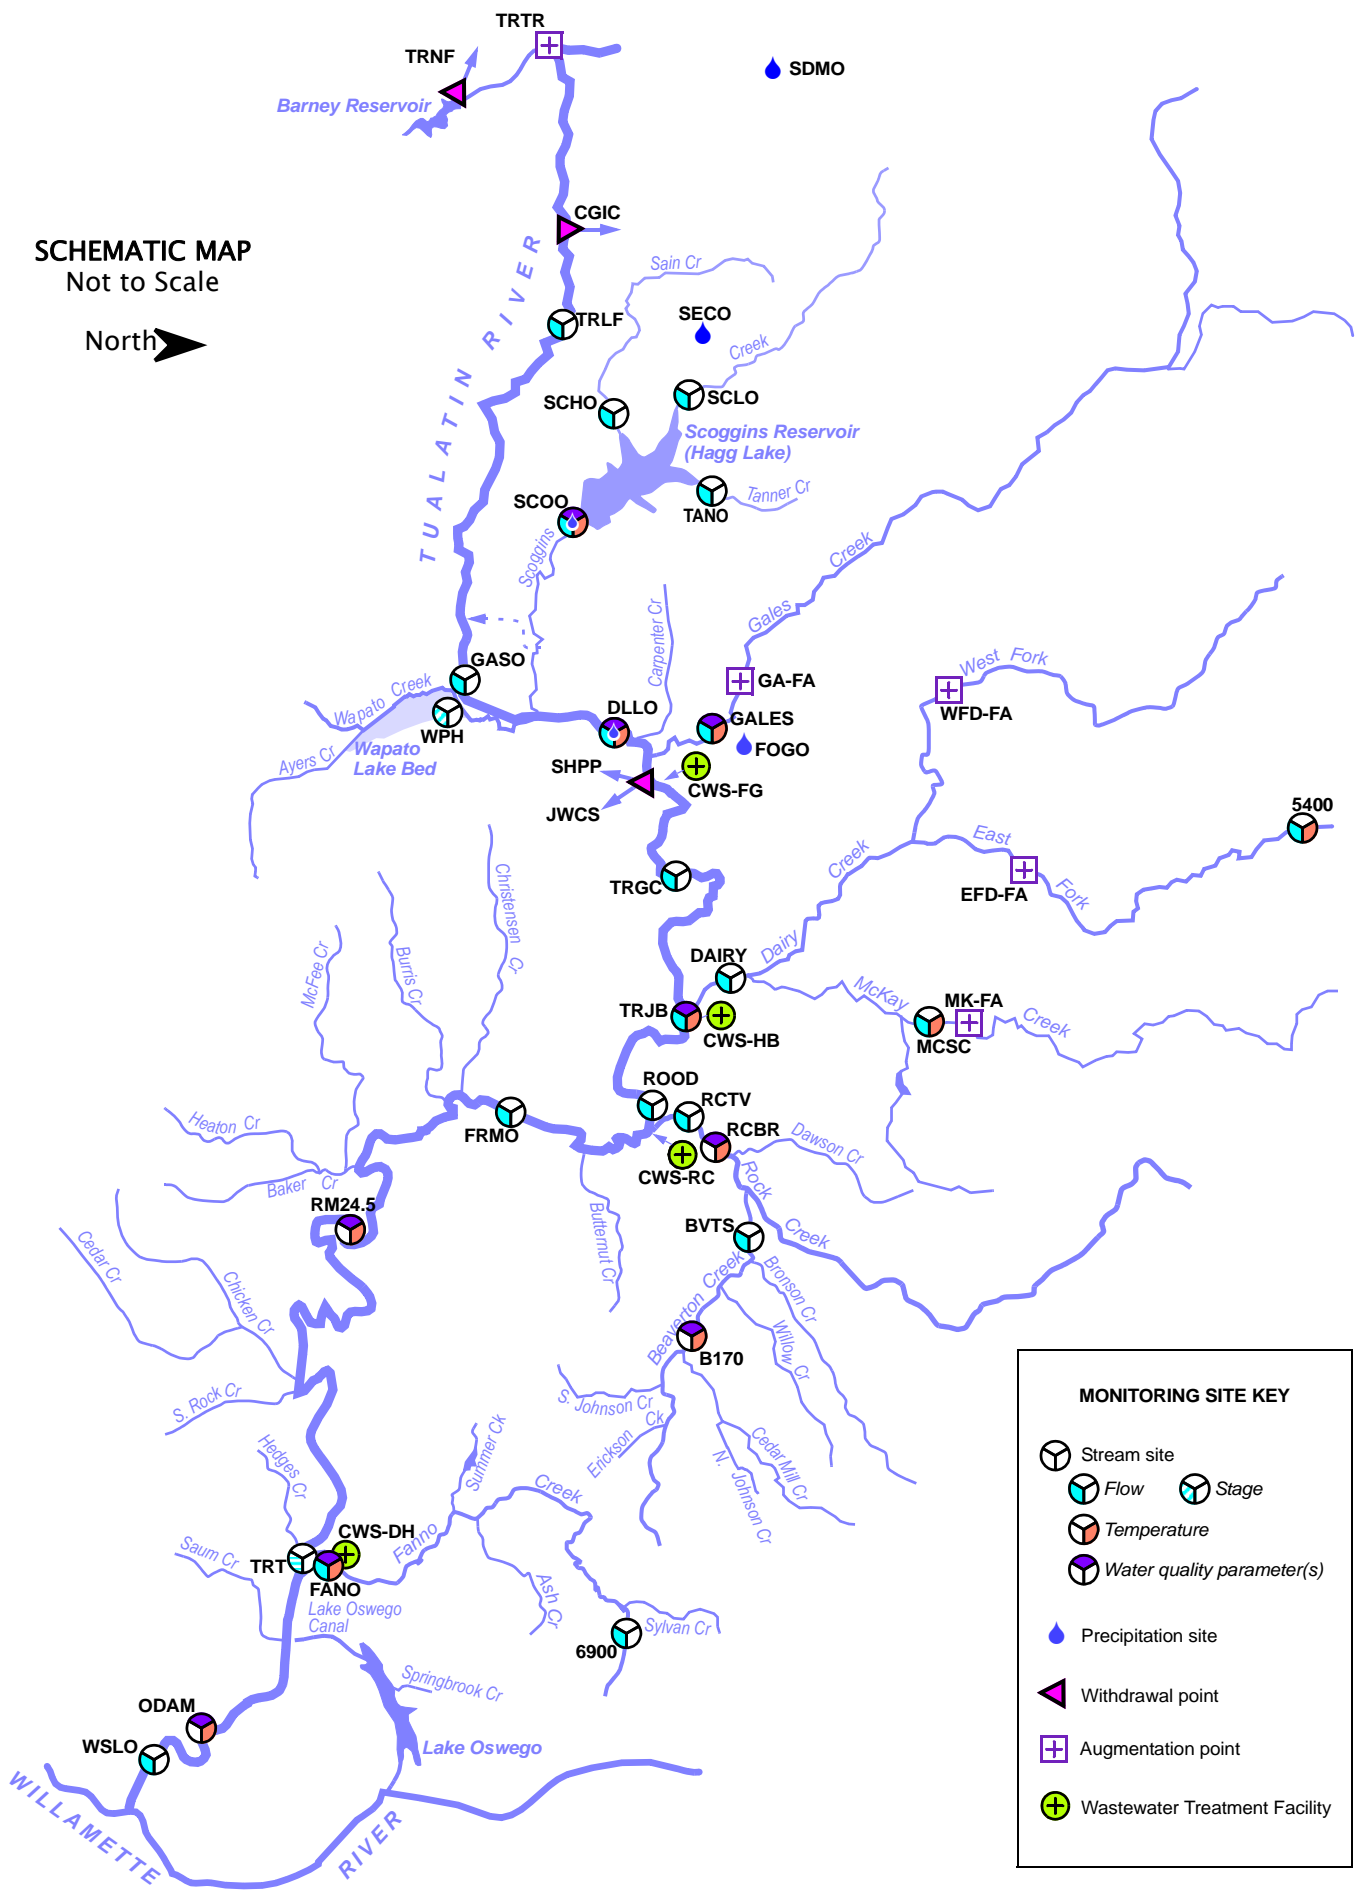 TRTR
TRNF
SDMO
Barney Reservoir
CGIC
SCHEMATIC MAP
Not to Scale
North
TUALATIN RIVER
Sain Cr
TRLF
SECO
Creek
SCHO
SCLO
Scoggins Reservoir
(Hagg Lake)
SCOO
TANO
Tanner Cr
Scoggins
Creek
Gales
Carpenter Cr
GASO
Wapato Creek
WPH
Wapato
Lake Bed
Ayers Cr
DLLO
GA-FA
GALES
FOGO
West Fork
WFD-FA
SHPP
JWCS
CWS-FG
5400
East
Fork
EFD-FA
Creek
Dairy
TRGC
Christensen Cr
Burris Cr
McFee Cr
DAIRY
McKay
MK-FA
Creek
MCSC
TRJB
CWS-HB
ROOD
RCTV
RCBR
Dawson Cr
FRMO
CWS-RC
Rock
Creek
Heaton Cr
Baker Cr
RM24.5
Butternut Cr
BVTS
Bronson Cr
Beaverton Creek
Willow Cr
B170
Cedar Cr
Chicken Cr
S. Rock Cr
S. Johnson Cr
Erickson Ck
Cedar Mill Cr
N. Johnson Cr
Hedges Cr
Summer Ck
Creek
Fanno
CWS-DH
TRT
FANO
Saum Cr
Lake Oswego
Canal
Ash Cr
Sylvan Cr
6900
Springbrook Cr
ODAM
WSLO
Lake Oswego
WILLAMETTE
RIVER
MONITORING SITE KEY
Stream site
Flow
Stage
Temperature
Water quality parameter(s)
Precipitation site
Withdrawal point
Augmentation point
Wastewater Treatment Facility